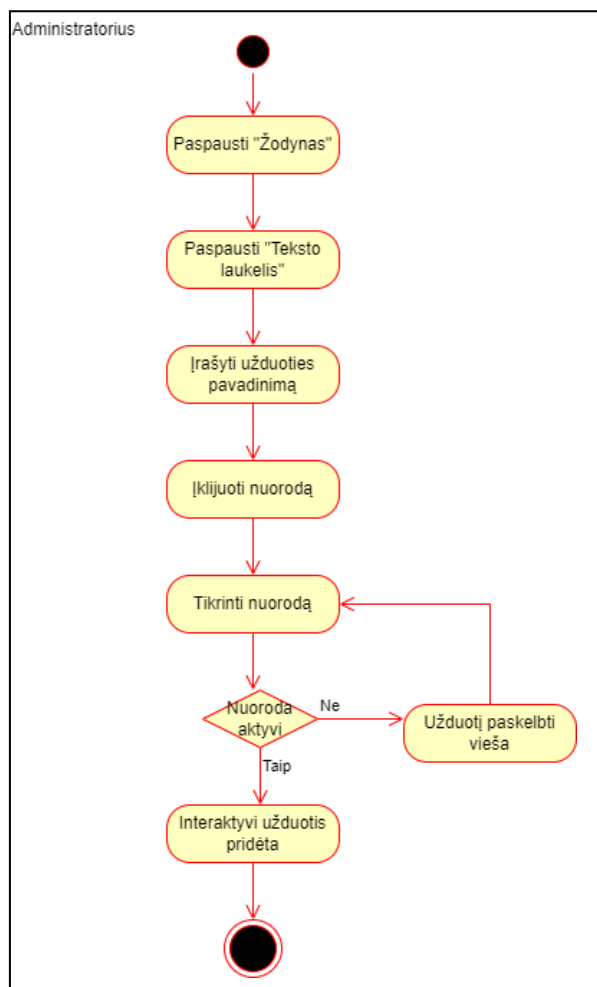 Administratorius
Paspausti "Žodynas"
Paspausti "Teksto
laukelis"
Įrašyti užduoties
pavadinimą
Įklijuoti nuorodą
Tikrinti nuorodą
Nuoroda
aktyvi
Ne
Užduotį paskelbti
vieša
Taip
Interaktyvi užduotis
pridėta